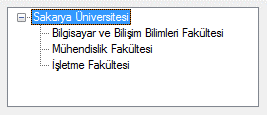 Sakarya Üniversitesi
Bilgisayar ve Bilişim Bilimleri Fakültesi
Mühendislik Fakültesi
İşletme Fakültesi